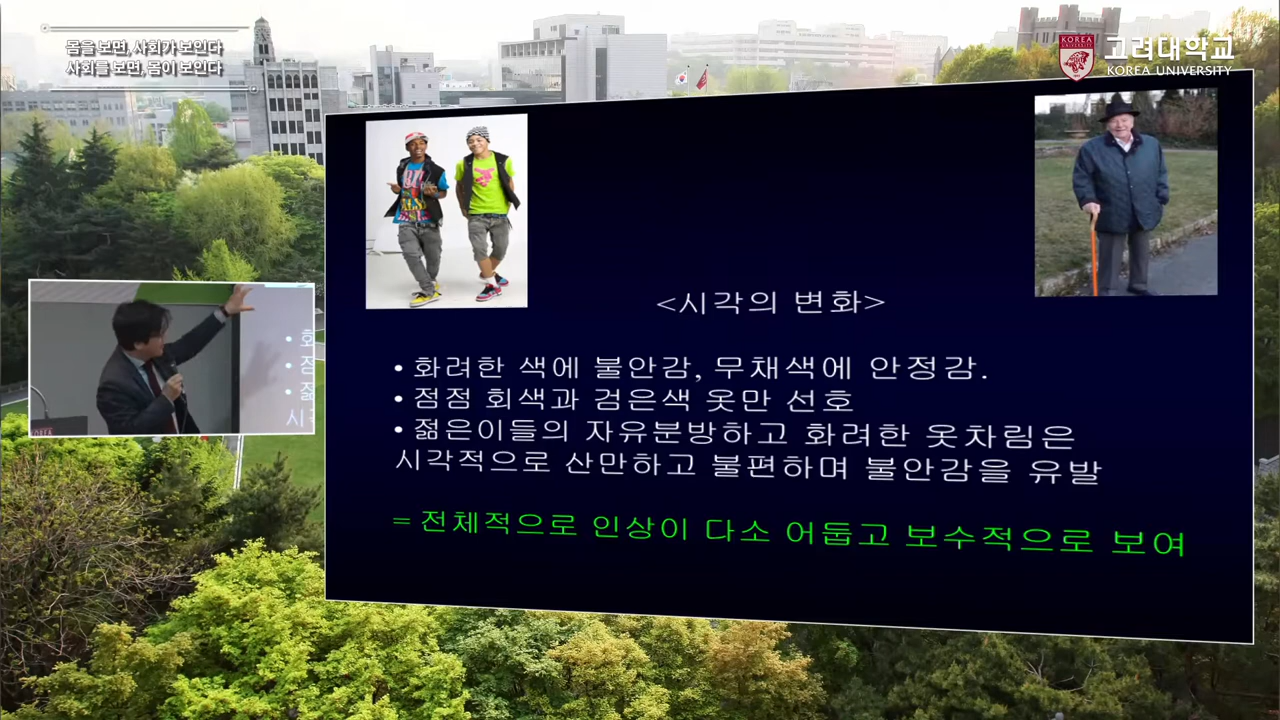 몸을 보면, 사회가 보인다
사회를 보면, 몸이 보인다
KOREA
고려대학교
KOREA UNIVERSITY
<시각의 변화>
• 화려한 색에 불안감, 무채색에 안정감.
• 점점 회색과 검은색 옷만 선호
• 젊은이들의 자유분방하고 화려한 옷차림은
시각적으로 산만하고 불편하며 불안감을 유발
= 전체적으로 인상이 다소 어둡고 보수적으로 보여
• 화
• 점
• 젊
시
KOREA